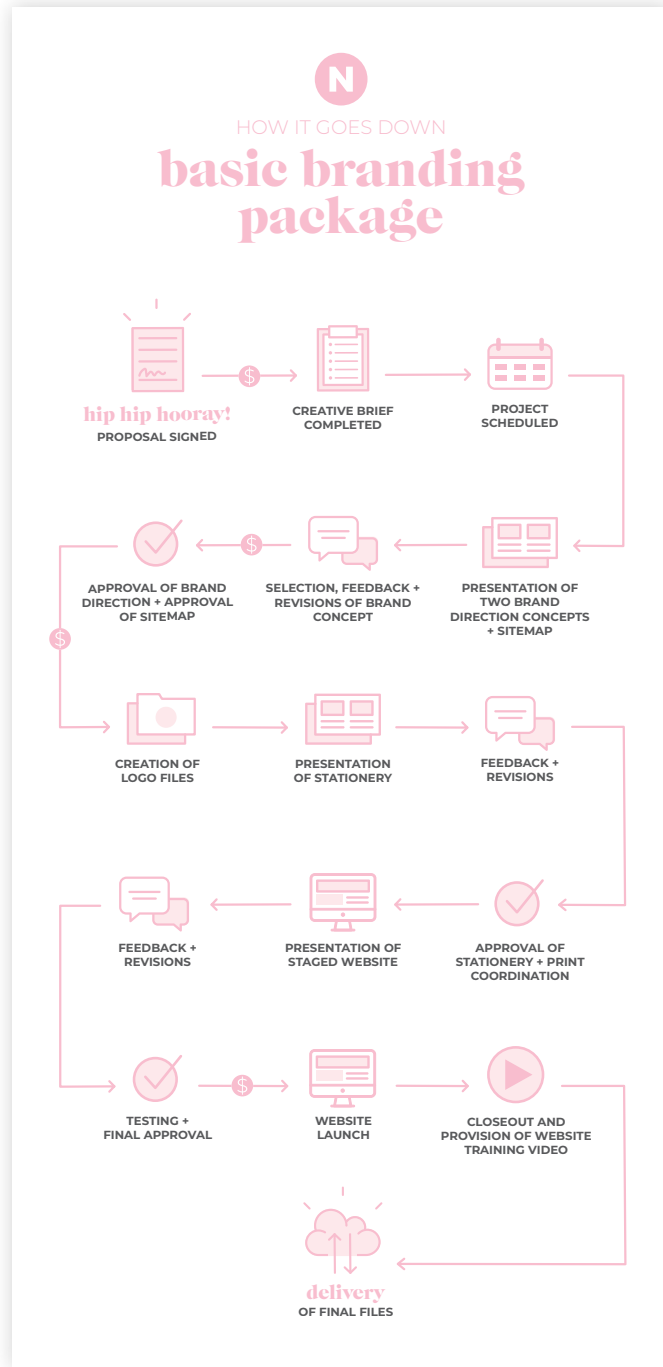 N
HOW IT GOES DOWN
basic branding
package
hip hip hooray!
PROPOSAL SIGNED
$
CREATIVE BRIEF
COMPLETED
PROJECT
SCHEDULED
PRESENTATION OF
TWO BRAND
DIRECTION CONCEPTS
+ SITEMAP
SELECTION, FEEDBACK +
REVISIONS OF BRAND
CONCEPT
$
APPROVAL OF BRAND
DIRECTION + APPROVAL
OF SITEMAP
$
CREATION OF
LOGO FILES
PRESENTATION
OF STATIONERY
FEEDBACK +
REVISIONS
APPROVAL OF
STATIONERY + PRINT
COORDINATION
PRESENTATION OF
STAGED WEBSITE
FEEDBACK +
REVISIONS
TESTING +
FINAL APPROVAL
$
WEBSITE
LAUNCH
CLOSEOUT AND
PROVISION OF WEBSITE
TRAINING VIDEO
delivery
OF FINAL FILES